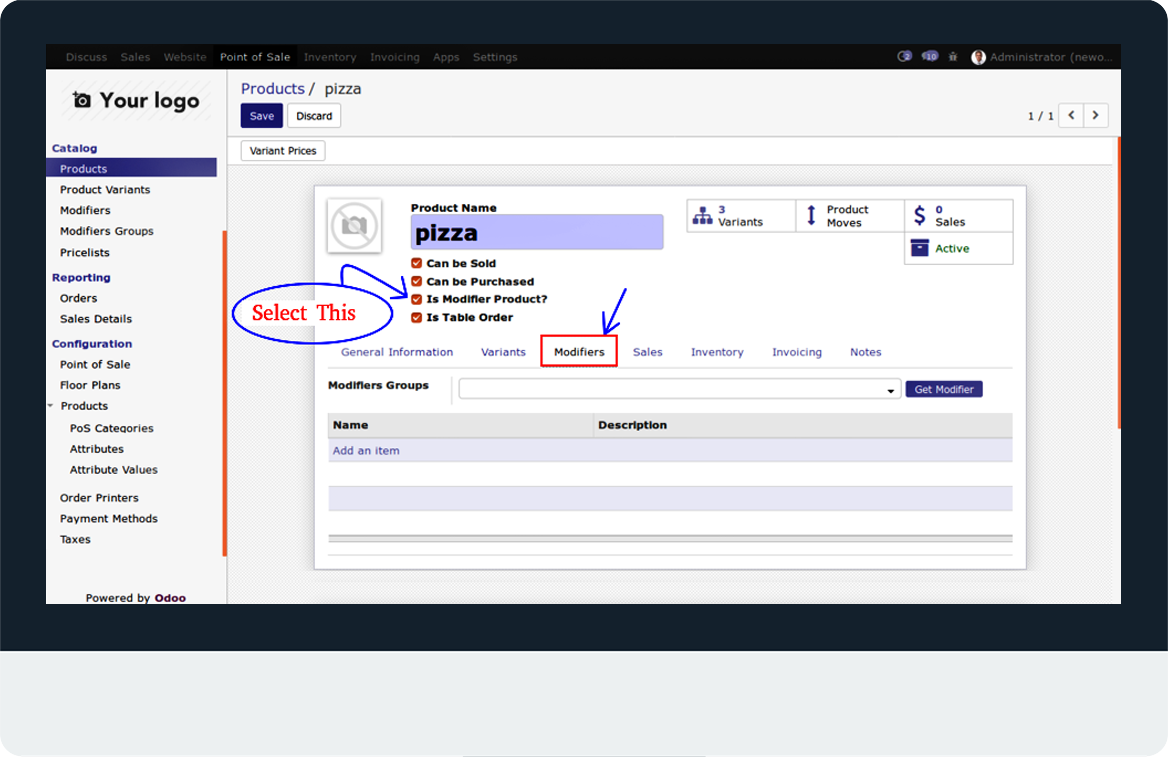 Discuss Sales Website Point of Sale Inventory Invoicing Apps Settings 2 10 Administrator (newo...
Your logo
Products / pizza
Save Discard
1 / 1
Variant Prices
Catalog
Products
Product Variants
Modifiers
Modifiers Groups
Pricelists
Reporting
Orders
Sales Details
Configuration
Point of Sale
Floor Plans
Products
PoS Categories
Attributes
Attribute Values
Order Printers
Payment Methods
Taxes
Powered by Odoo
Product Name
pizza
3 Variants
Product Moves
$ 0 Sales
Active
Can be Sold
Can be Purchased
Is Modifier Product?
Is Table Order
Select This
General Information Variants Modifiers Sales Inventory Invoicing Notes
Modifiers Groups Get Modifier
Name Description
Add an item